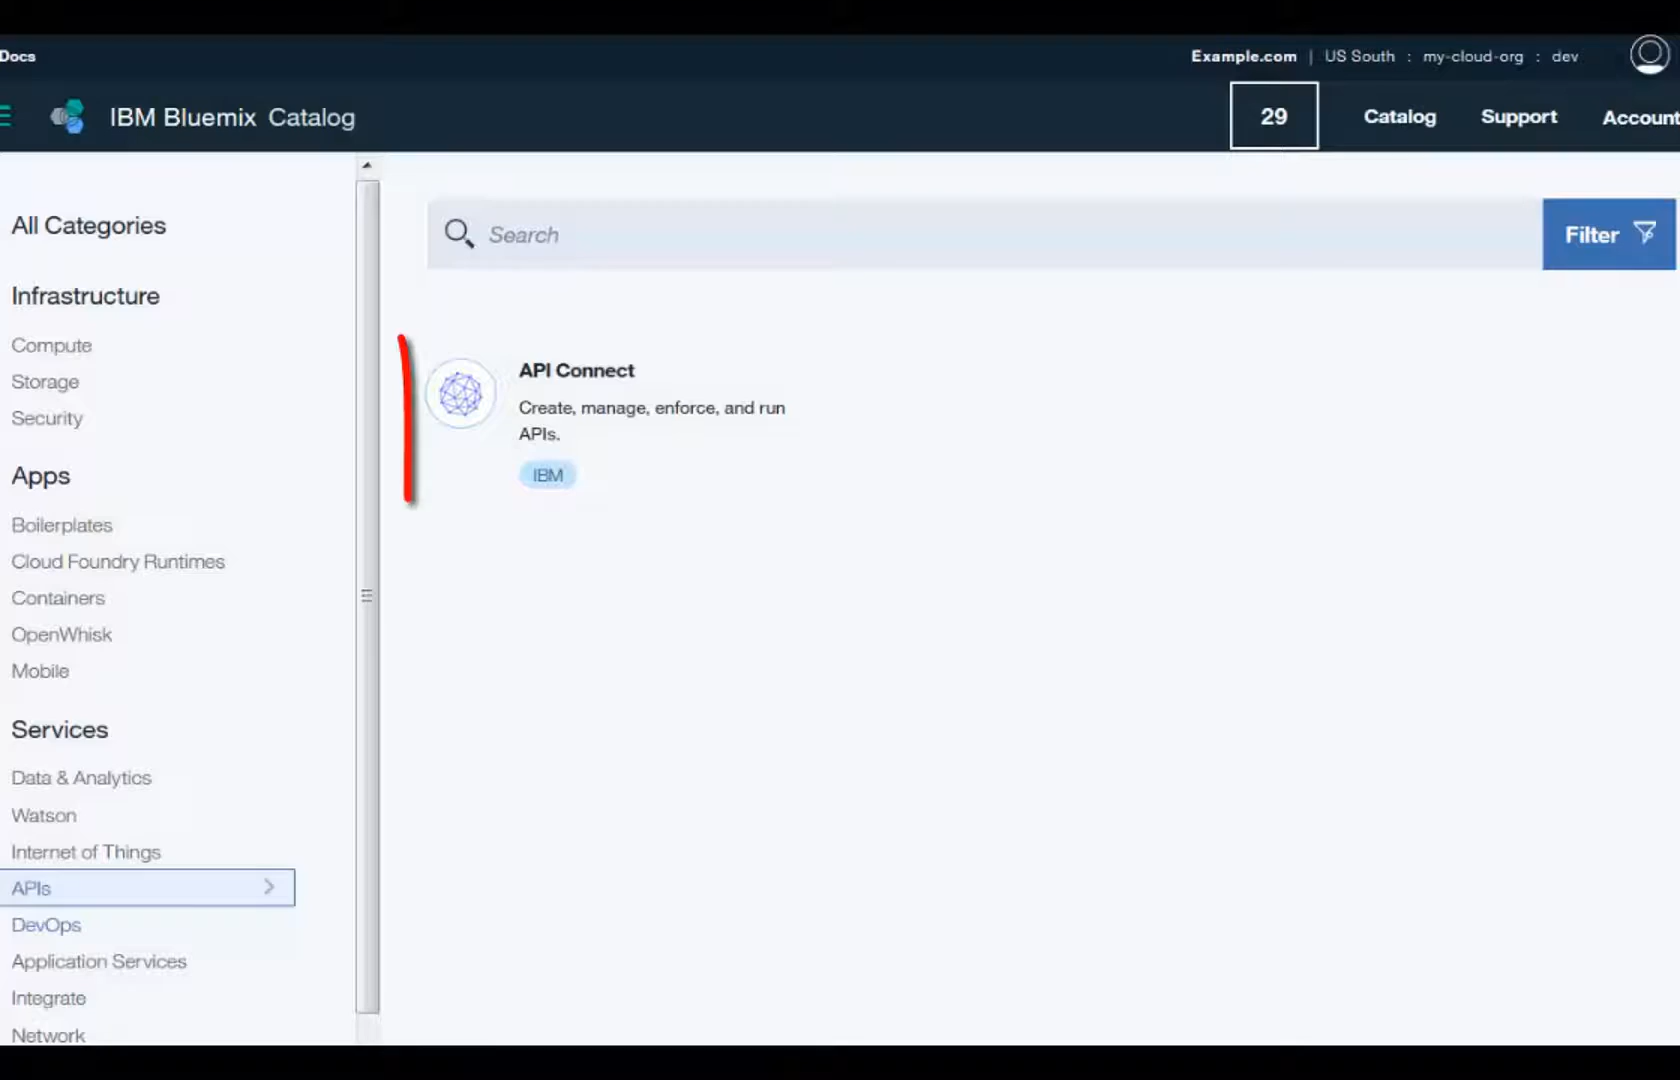 Docs
Example.com | US South : my-cloud-org : dev
IBM Bluemix Catalog
29
Catalog
Support
Account
All Categories
Infrastructure
Compute
Storage
Security
Apps
Boilerplates
Cloud Foundry Runtimes
Containers
OpenWhisk
Mobile
Services
Data & Analytics
Watson
Internet of Things
APIs
DevOps
Application Services
Integrate
Network
Search
Filter
API Connect
Create, manage, enforce, and run
APIs.
IBM